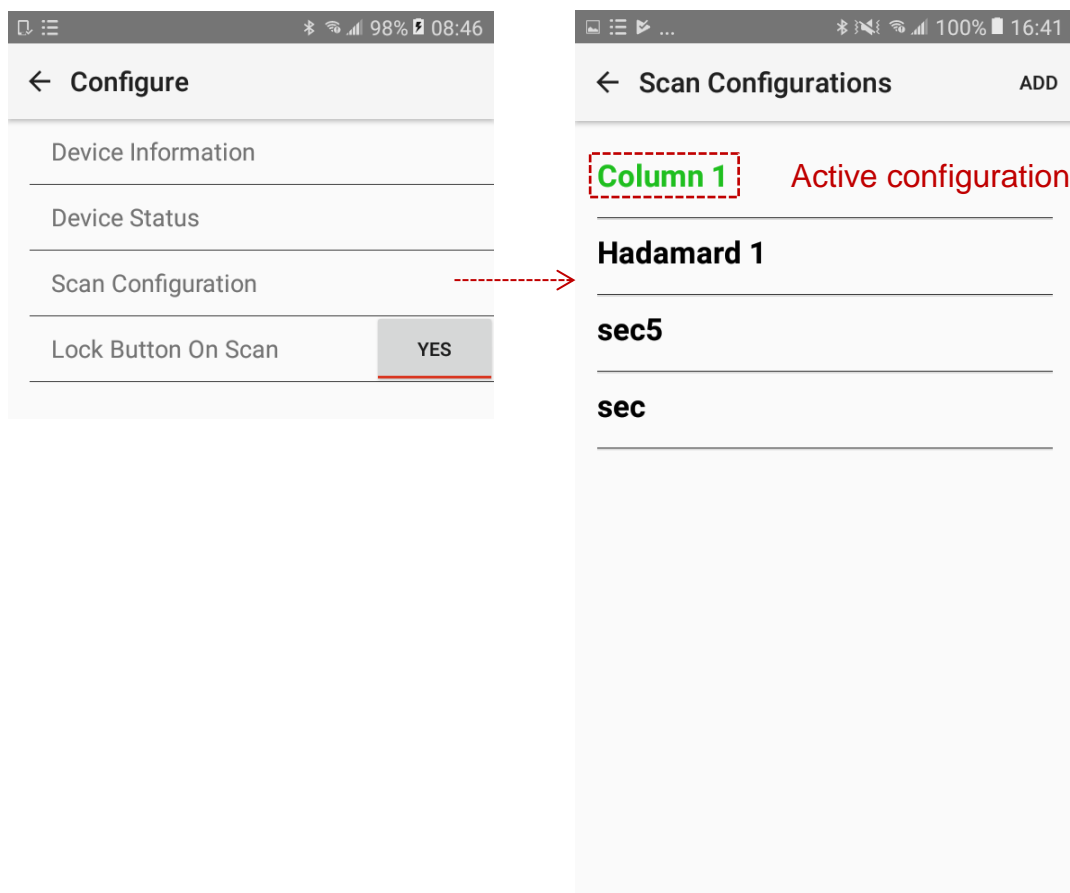 98% 08:46
Configure
Device Information
Device Status
Scan Configuration
Lock Button On Scan YES
... 100% 16:41
Scan Configurations ADD
Column 1 Active configuration
Hadamard 1
sec5
sec